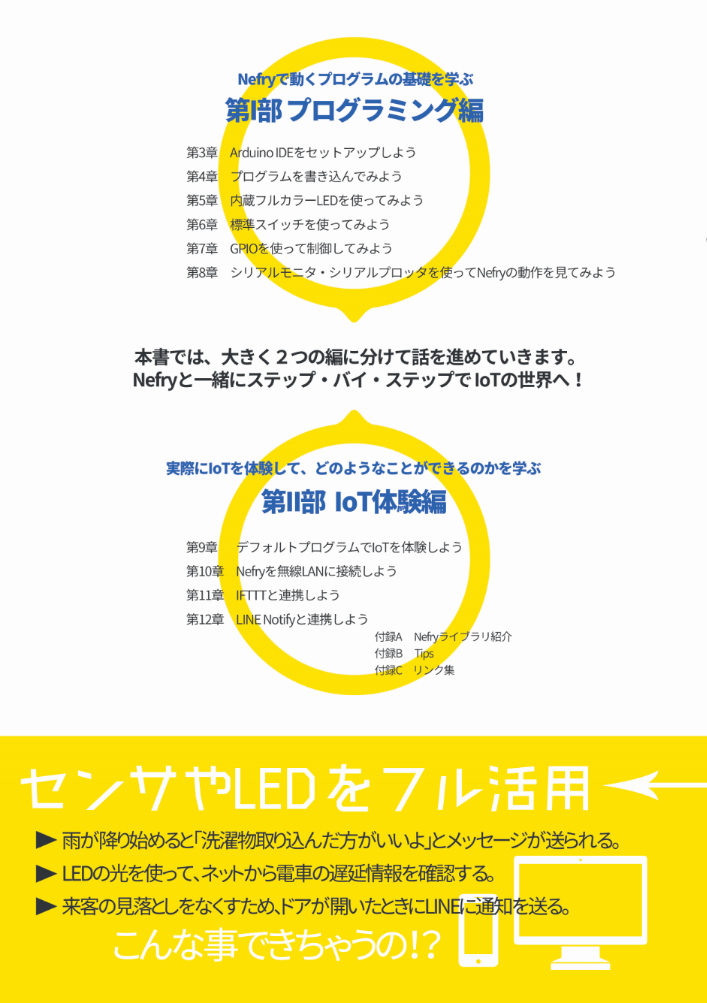 Nefryで動くプログラムの基礎を学ぶ
第I部 プログラミング編
第3章 Arduino IDEをセットアップしよう
第4章 プログラムを書き込んでみよう
第5章 内蔵フルカラーLEDを使ってみよう
第6章 標準スイッチを使ってみよう
第7章 GPIOを使って制御してみよう
第8章 シリアルモニタ・シリアルプロッタを使ってNefryの動作を見てみよう
本書では、大きく２つの編に分けて話を進めていきます。
Nefryと一緒にステップ・バイ・ステップで IoTの世界へ！
実際にIoTを体験して、どのようなことができるのかを学ぶ
第II部 IoT体験編
第9章 デフォルトプログラムでIoTを体験しよう
第10章 Nefryを無線LANに接続しよう
第11章 IFTTTと連携しよう
第12章 LINE Notifyと連携しよう
付録A Nefryライブラリ紹介
付録B Tips
付録C リンク集
センサやLEDをフル活用
▶ 雨が降り始めると「洗濯物取り込んだ方がいいよ」とメッセージが送られる。
▶ LEDの光を使って、ネットから電車の遅延情報を確認する。
▶ 来客の見落としをなくすため、ドアが開いたときにLINEに通知を送る。
こんな事できちゃうの!?